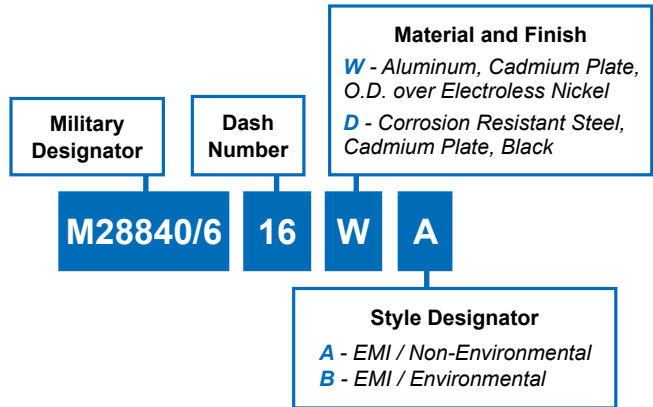 Material and Finish
W - Aluminum, Cadmium Plate,
O.D. over Electroless Nickel
D - Corrosion Resistant Steel,
Cadmium Plate, Black
Military
Designator
Dash
Number
M28840/6 16 W A
Style Designator
A - EMI / Non-Environmental
B - EMI / Environmental